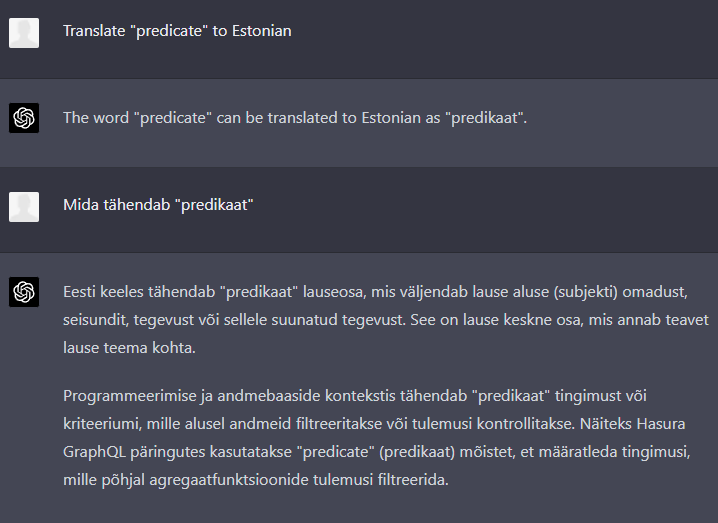 Translate "predicate" to Estonian
The word "predicate" can be translated to Estonian as "predikaat".
Mida tähendab "predikaat"
Eesti keeles tähendab "predikaat" lauseosa, mis väljendab lause aluse (subjekti) omadust,
seisundit, tegevust või sellele suunatud tegevust. See on lause keskne osa, mis annab teavet
lause teema kohta.
Programmeerimise ja andmebaaside kontekstis tähendab "predikaat" tingimust või
kriteeriumi, mille alusel andmeid filtreeritakse või tulemusi kontrollitakse. Näiteks Hasura
GraphQL päringutes kasutatakse "predicate" (predikaat) mõistet, et määratleda tingimusi,
mille põhjal agregaatfunktsioonide tulemusi filtreerida.